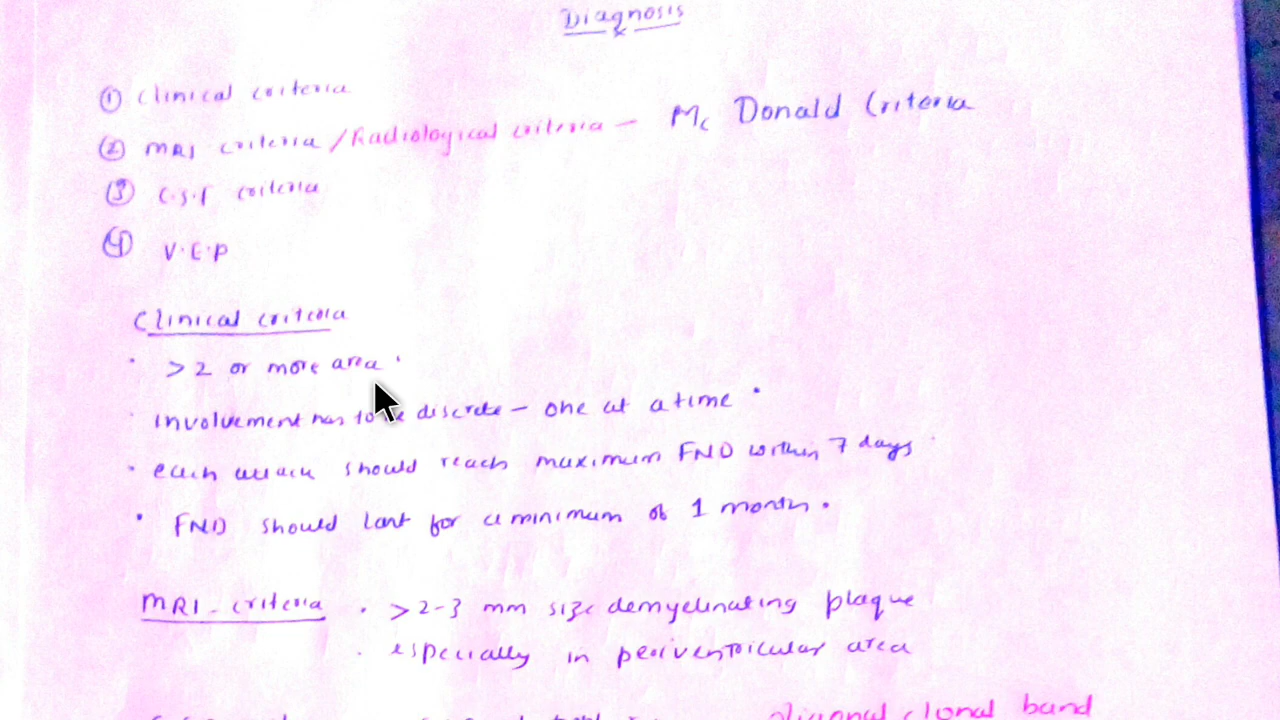 Diagnosis
① Clinical criteria
② MRI criteria /Radiological criteria — Mc Donald Criteria
③ C.S.F criteria
④ V.E.P
Clinical criteria
· >2 or more area ·
· involvement has to discrete — one at a time ·
· each attack should reach maximum FND within 7 days ·
· FND should last for a minimum of 1 month.
MRI - criteria · >2-3 mm size demyelinating plaque
· especially in periventricular area
clonal band